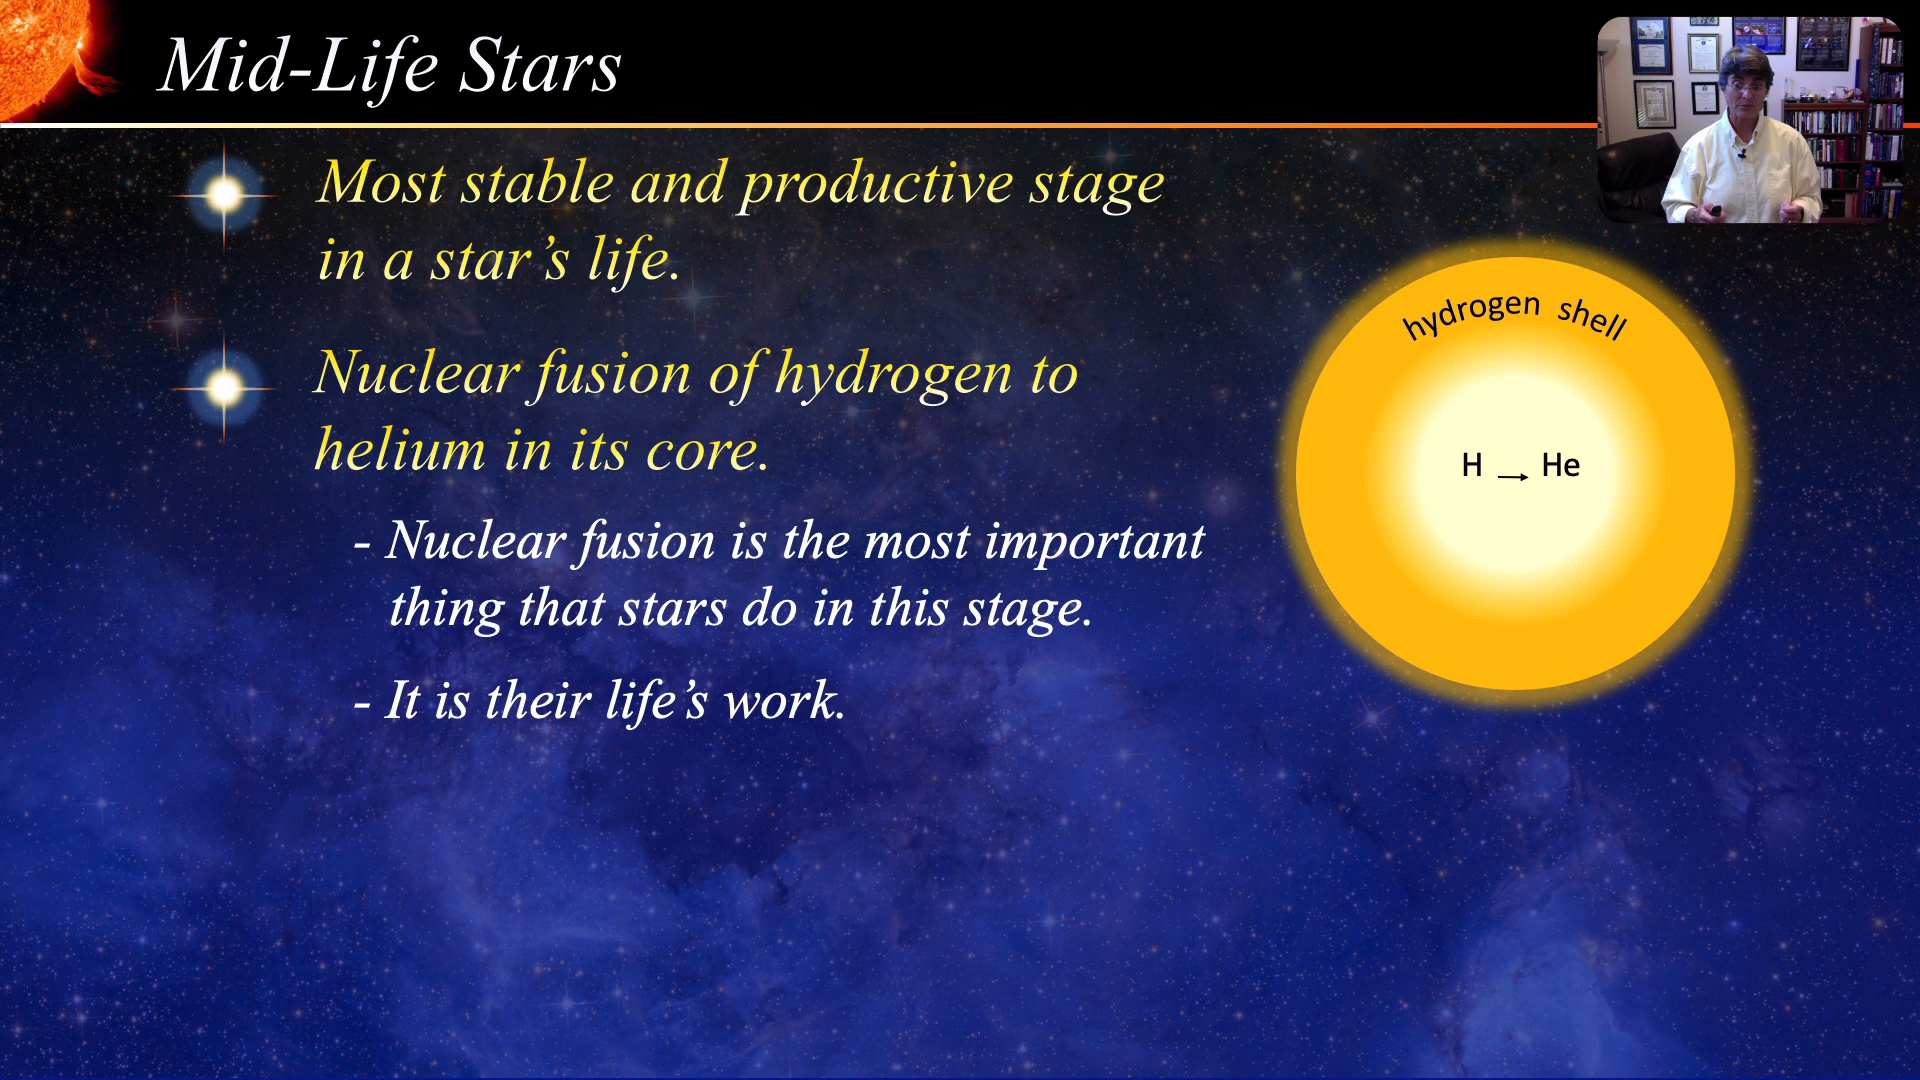 Mid-Life Stars
Most stable and productive stage
in a star’s life.
Nuclear fusion of hydrogen to
helium in its core.
- Nuclear fusion is the most important
thing that stars do in this stage.
- It is their life’s work.
hydrogen shell
H → He